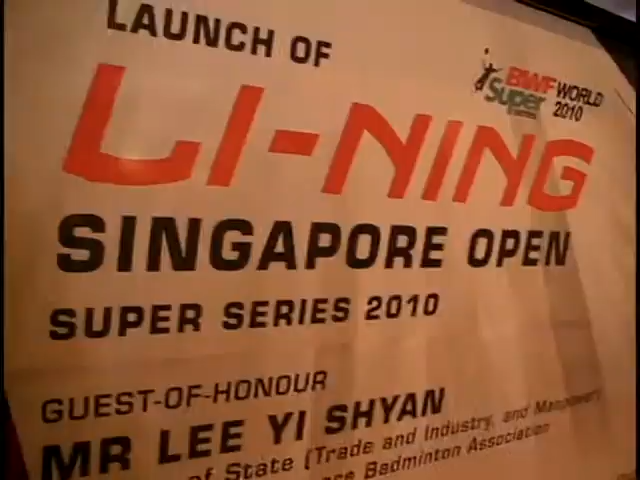 LAUNCH OF
BWF WORLD
Super 2010
LI-NING
SINGAPORE OPEN
SUPER SERIES 2010
GUEST-OF-HONOUR
MR LEE YI SHYAN
of State (Trade and Industry, and Manpower
Badminton Association